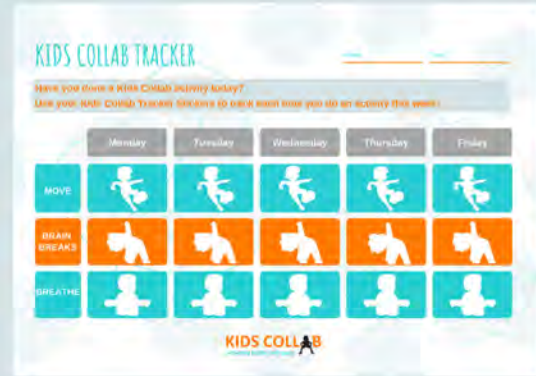 KIDS COLLAB TRACKER
Have you done a Kids Collab activity today?
Use your Kids Collab Tracker Stickers to each time you do an activity this week!
Monday Tuesday Wednesday Thursday Friday
MOVE
BRAIN
BREAKS
BREATHE
KIDS COLLAB